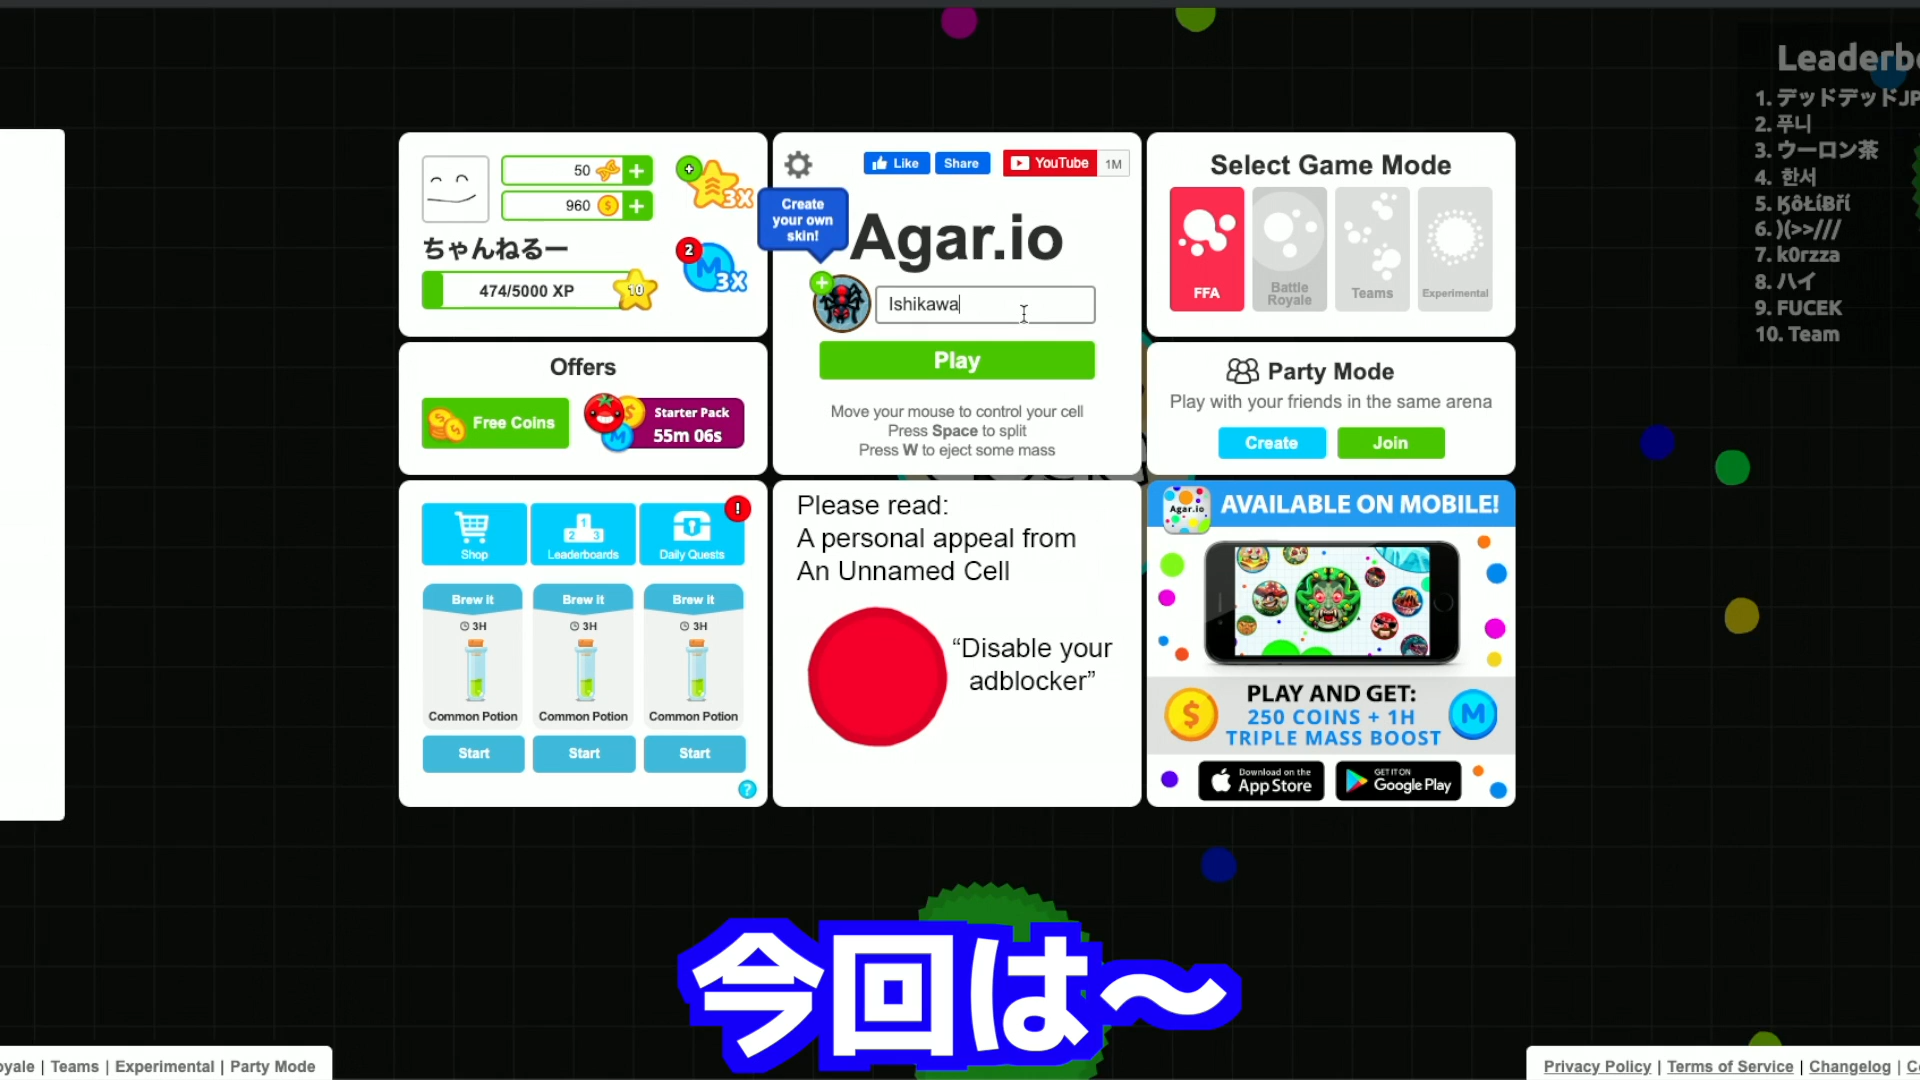 Leaderbo
1. デッドデッドJP
2. 푸니
3. ウーロン茶
4. 한서
6. )(>>///
7. k0rzza
8. ハイ
9. FUCEK
10. Team
50
960
3X
ちゃんねるー
474/5000 XP
10
2
M
3X
Like
Share
YouTube
1M
Create
your own
skin!
Agar.io
Ishikawa
Play
Move your mouse to control your cell
Press Space to split
Press W to eject some mass
Select Game Mode
FFA
Battle
Royale
Teams
Experimental
Offers
Free Coins
Starter Pack
55m 06s
Party Mode
Play with your friends in the same arena
Create
Join
Shop
Leaderboards
Daily Quests
!
Brew it
Brew it
Brew it
3H
3H
3H
Common Potion
Common Potion
Common Potion
Start
Start
Start
?
Please read:
A personal appeal from
An Unnamed Cell
“Disable your
adblocker”
Agar.io
AVAILABLE ON MOBILE!
PLAY AND GET:
250 COINS + 1H
TRIPLE MASS BOOST
$
M
Download on the
App Store
GET IT ON
Google Play
今回は〜
oyale | Teams | Experimental | Party Mode
Privacy Policy | Terms of Service | Changelog | C